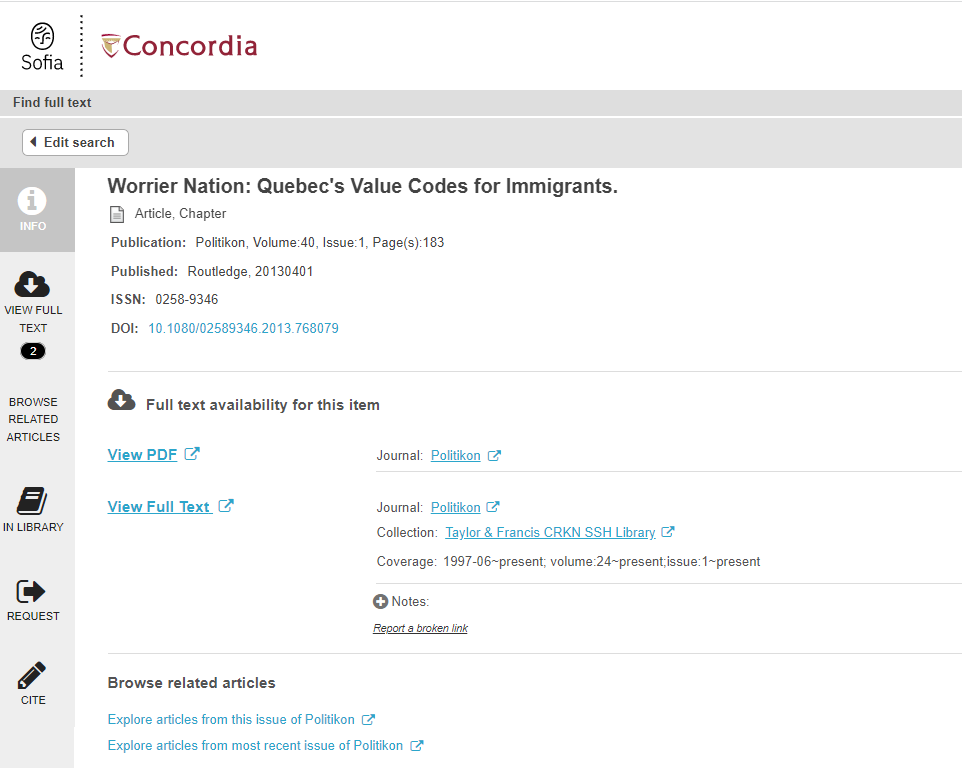 Sofia
Concordia
Find full text
Edit search
INFO
VIEW FULL
TEXT
2
BROWSE
RELATED
ARTICLES
IN LIBRARY
REQUEST
CITE
Worrier Nation: Quebec's Value Codes for Immigrants.
Article, Chapter
Publication: Politikon, Volume:40, Issue:1, Page(s):183
Published: Routledge, 20130401
ISSN: 0258-9346
DOI: 10.1080/02589346.2013.768079
Full text availability for this item
View PDF Journal: Politikon
View Full Text Journal: Politikon
Collection: Taylor & Francis CRKN SSH Library
Coverage: 1997-06~present; volume:24~present;issue:1~present
Notes:
Report a broken link
Browse related articles
Explore articles from this issue of Politikon
Explore articles from most recent issue of Politikon